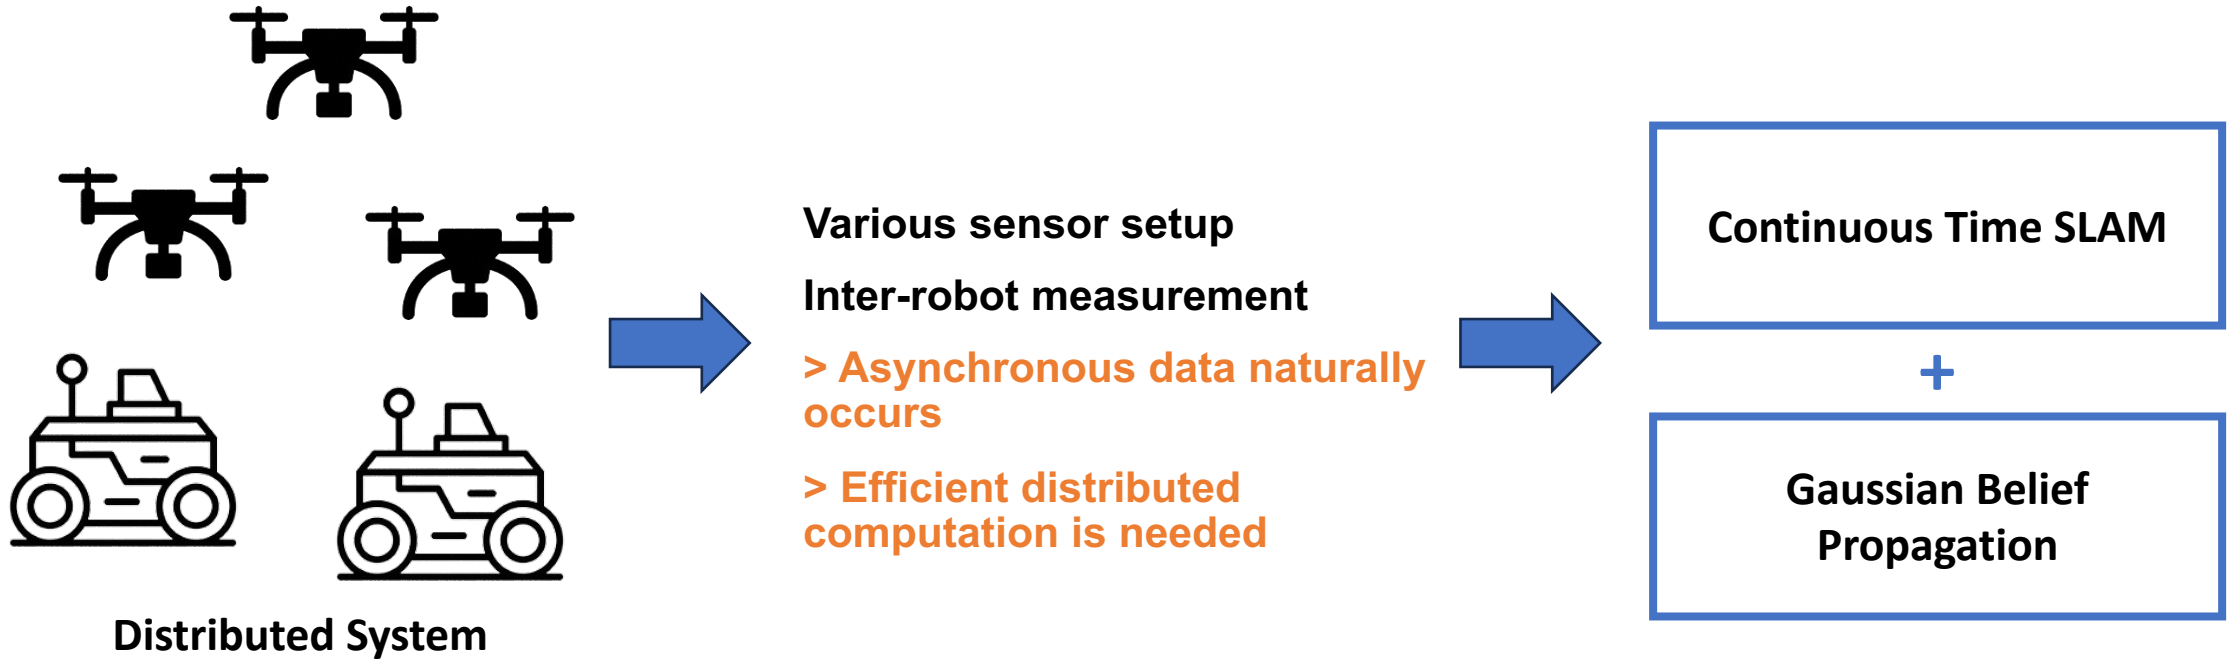 Distributed System
Various sensor setup
Inter-robot measurement
> Asynchronous data naturally
occurs
> Efficient distributed
computation is needed
Continuous Time SLAM
+
Gaussian Belief
Propagation